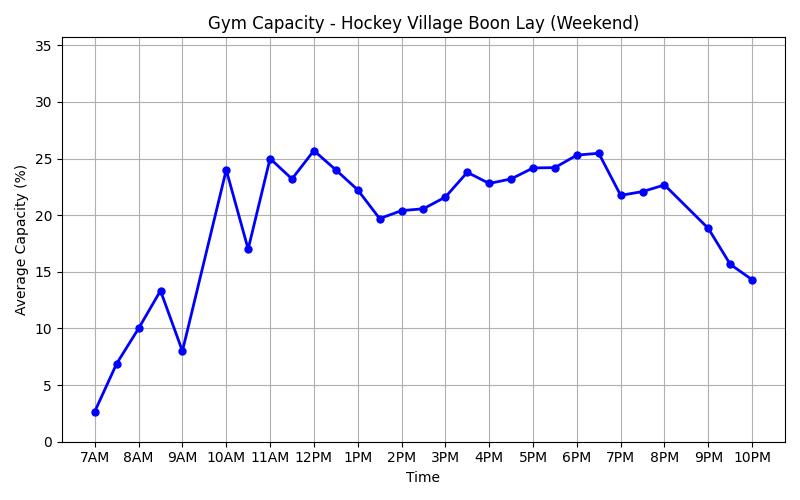 Gym Capacity - Hockey Village Boon Lay (Weekend)
35
30
25
20
15
10
5
0
Average Capacity (%)
7AM 8AM 9AM 10AM 11AM 12PM 1PM 2PM 3PM 4PM 5PM 6PM 7PM 8PM 9PM 10PM
Time